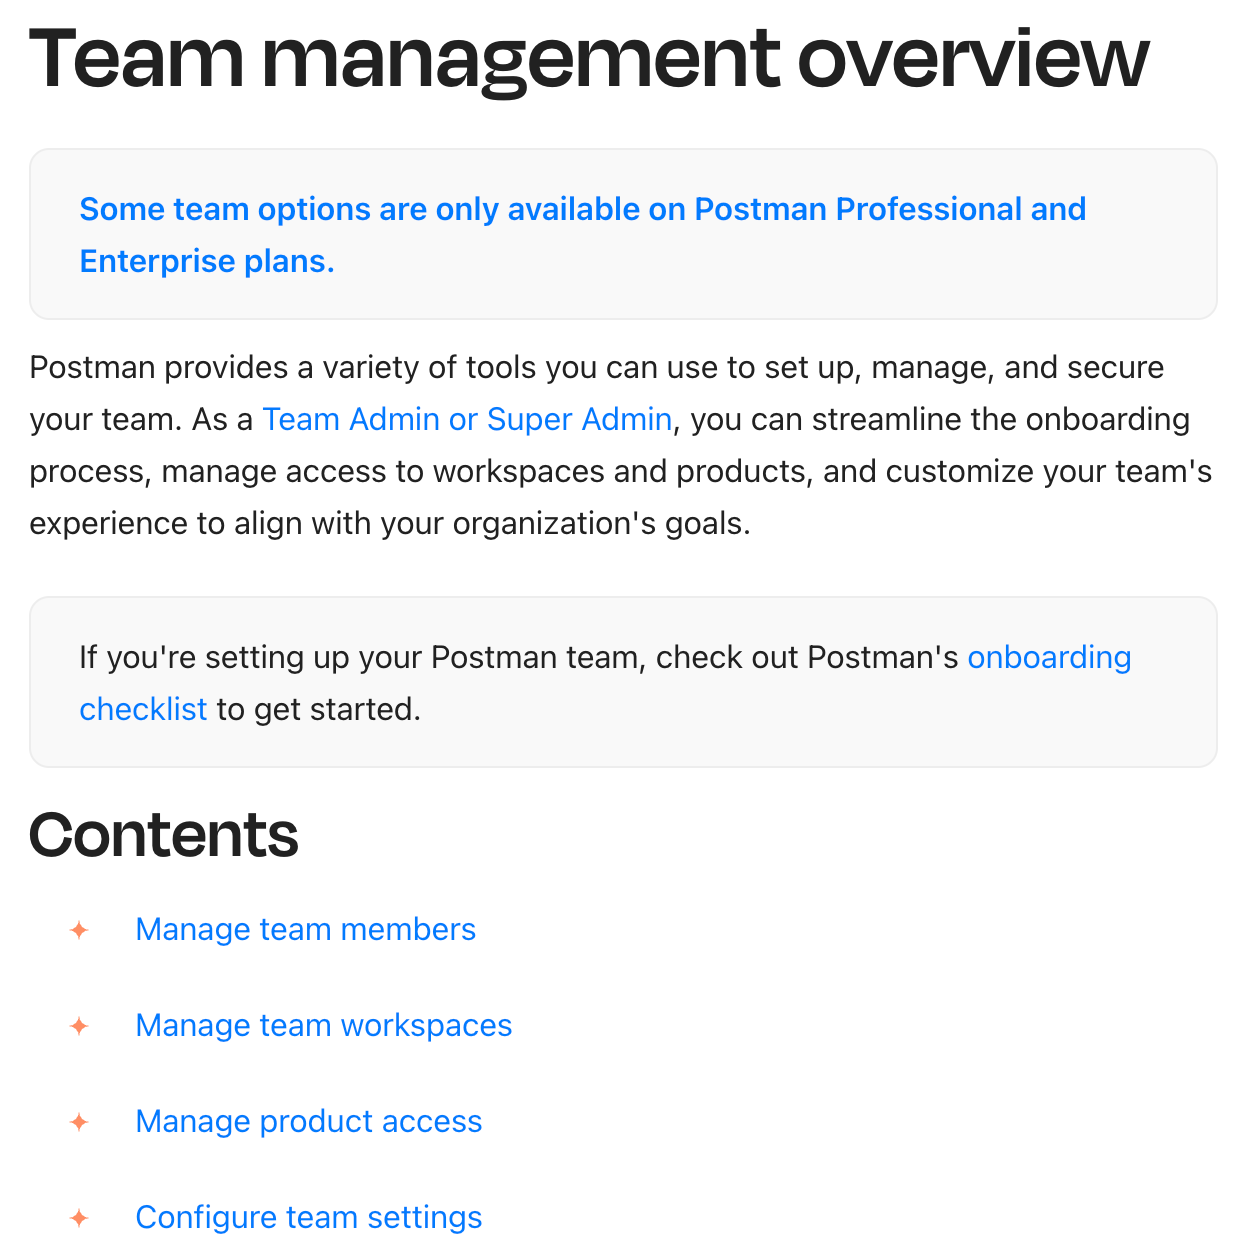 Team management overview
Some team options are only available on Postman Professional and
Enterprise plans.
Postman provides a variety of tools you can use to set up, manage, and secure
your team. As a Team Admin or Super Admin, you can streamline the onboarding
process, manage access to workspaces and products, and customize your team's
experience to align with your organization's goals.
If you're setting up your Postman team, check out Postman's onboarding
checklist to get started.
Contents
Manage team members
Manage team workspaces
Manage product access
Configure team settings